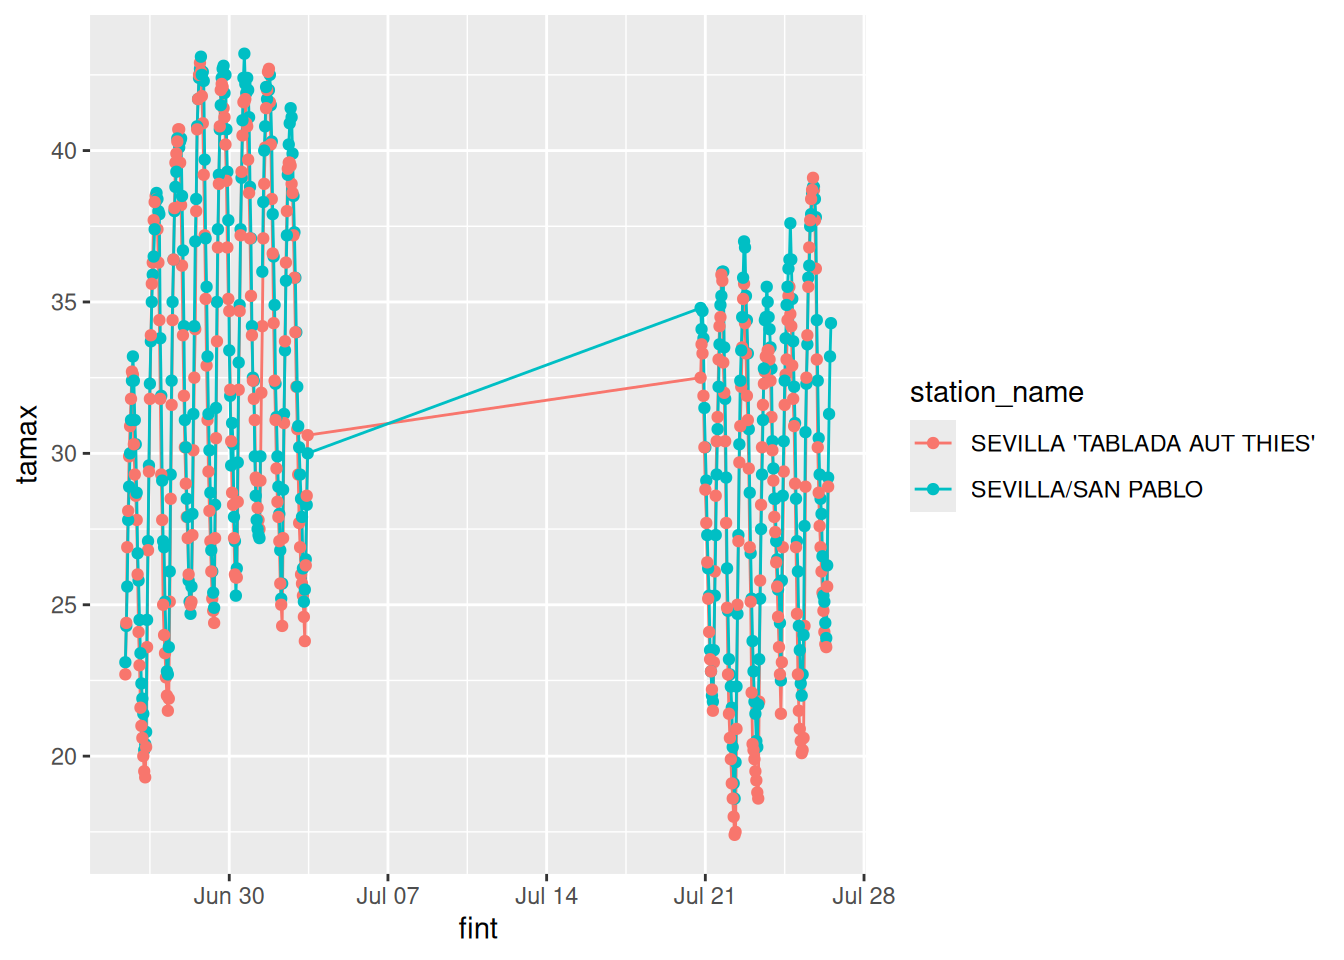 40
35
30
25
20
tamax
Jun 30
Jul 07
Jul 14
Jul 21
Jul 28
fint
station_name
SEVILLA 'TABLADA AUT THIES'
SEVILLA/SAN PABLO